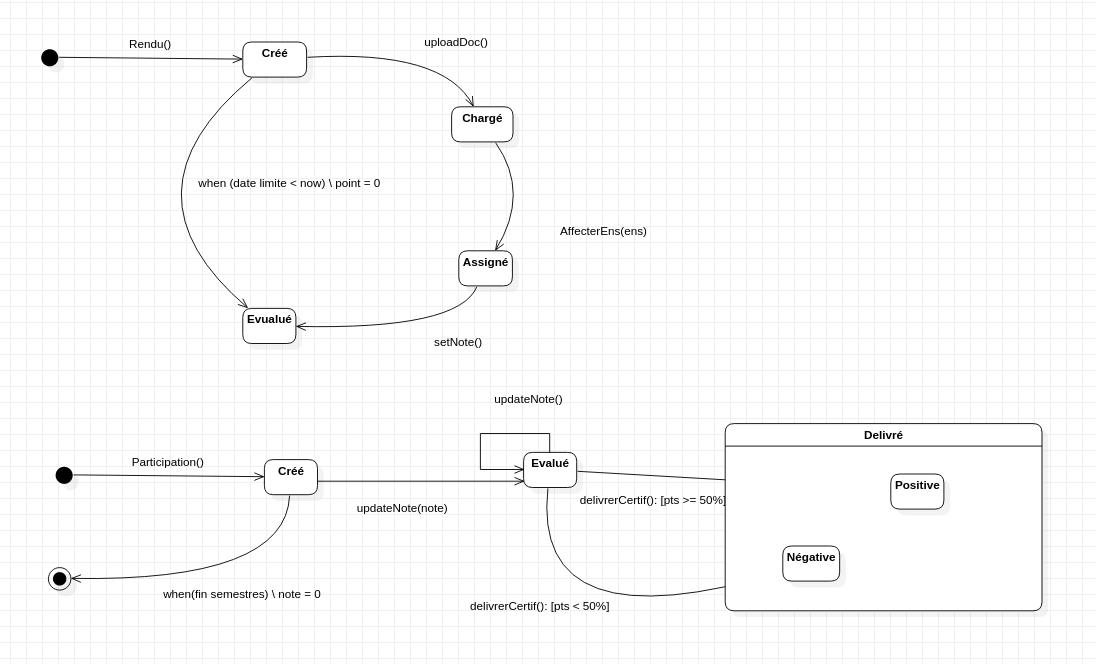 Rendu()
Créé
uploadDoc()
Chargé
when (date limite < now) \ point = 0
AffecterEns(ens)
Assigné
Evualué
setNote()
updateNote()
Delivré
Participation()
Créé
Evalué
Positive
delivrerCertif(): [pts >= 50%]
updateNote(note)
Négative
when(fin semestres) \ note = 0
delivrerCertif(): [pts < 50%]